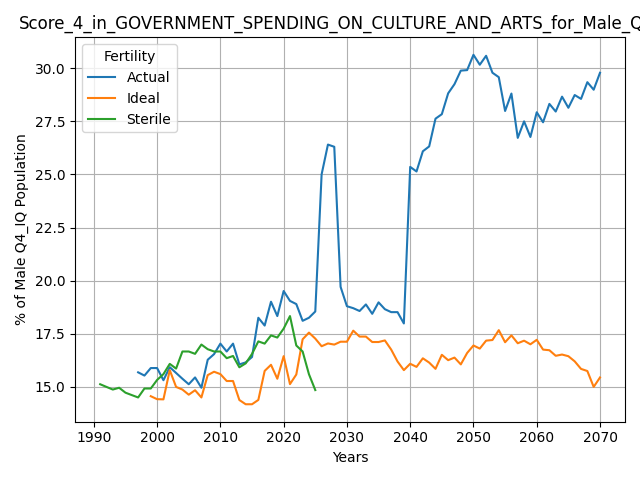 Score_4_in_GOVERNMENT_SPENDING_ON_CULTURE_AND_ARTS_for_Male_Q
Fertility
Actual
Ideal
Sterile
% of Male Q4_IQ Population
30.0
27.5
25.0
22.5
20.0
17.5
15.0
1990 2000 2010 2020 2030 2040 2050 2060 2070
Years